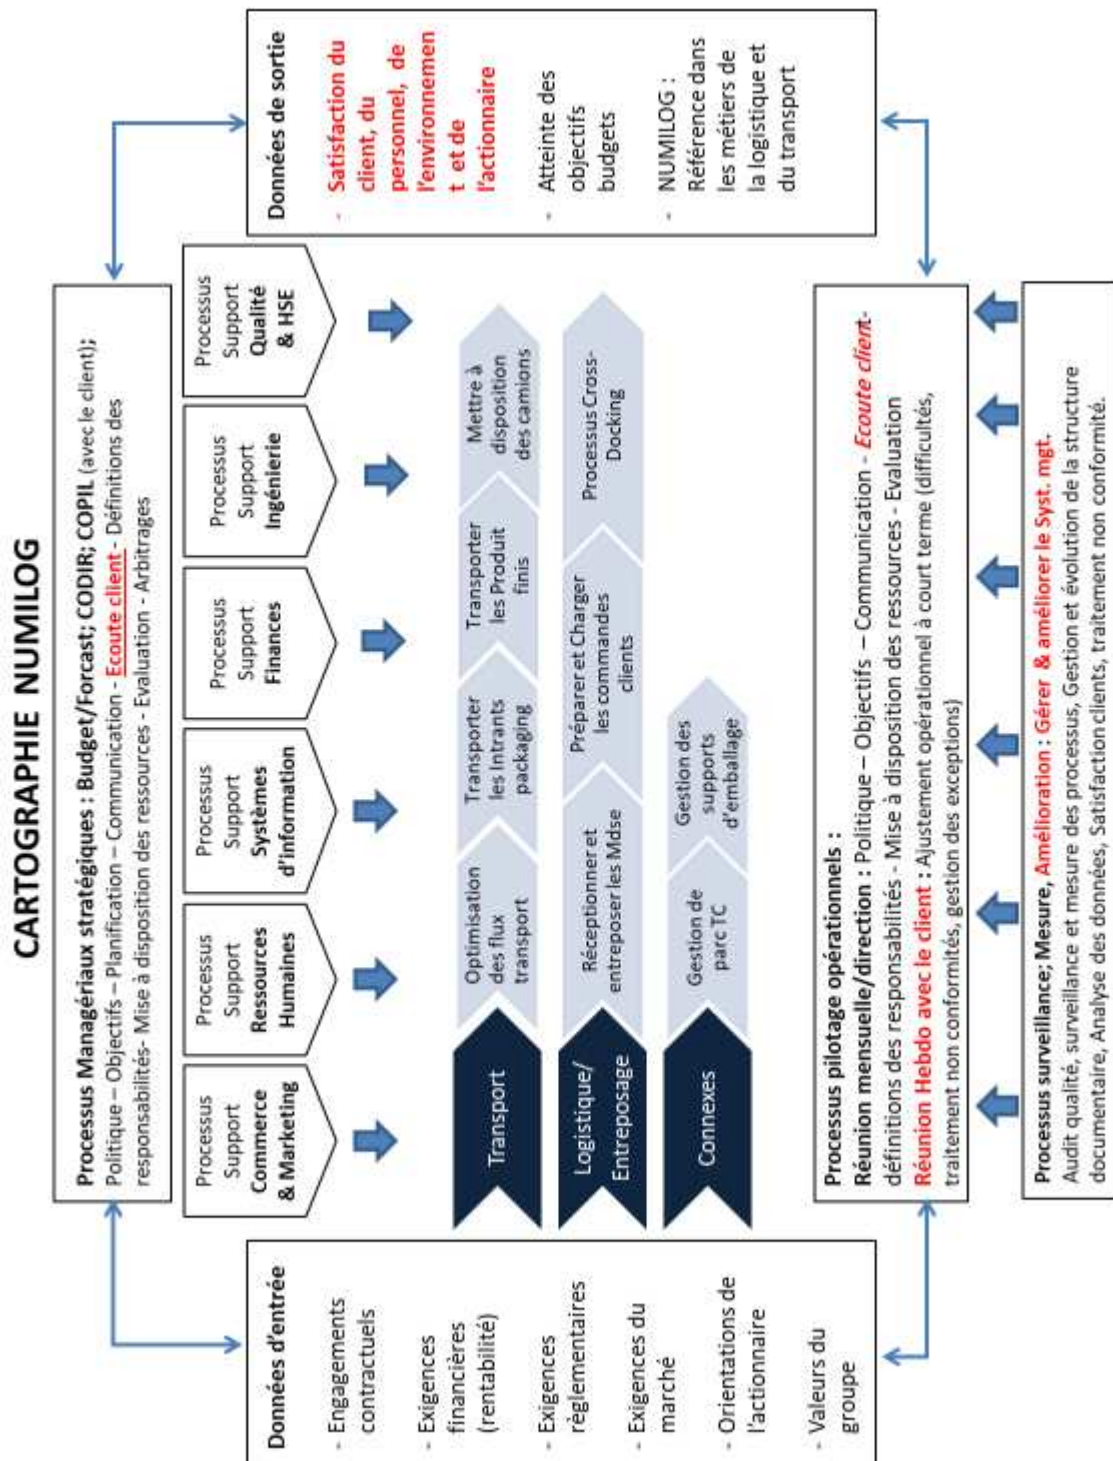 CARTOGRAPHIE NUMILOG
Processus Managériaux stratégiques : Budget/Forcast; CODIR; COPIL (avec le client);
Politique – Objectifs – Planification – Communication - Ecoute client - Définitions des
responsabilités- Mise à disposition des ressources - Evaluation - Arbitrages
Données d'entrée
- Engagements
contractuels
- Exigences
financières
(rentabilité)
- Exigences
règlementaires
- Exigences du
marché
- Orientations de
l'actionnaire
- Valeurs du
groupe
Processus
Support
Commerce
& Marketing
Processus
Support
Ressources
Humaines
Processus
Support
Systèmes
d'information
Processus
Support
Finances
Processus
Support
Ingénierie
Processus
Support
Qualité
& HSE
Transport
Optimisation
des flux
transport
Transporter
les Intrants
packaging
Transporter
les Produit
finis
Mettre à
disposition
des camions
Logistique/
Entreposage
Réceptionner et
entreposer les Mdse
Préparer et Charger
les commandes
clients
Processus Cross-
Docking
Connexes
Gestion de
parc TC
Gestion des
supports
d'emballage
Données de sortie
- Satisfaction du
client, du
personnel, de
l'environnemen
t et de
l'actionnaire
- Atteinte des
objectifs
budgets
- NUMILOG :
Référence dans
les métiers de
la logistique et
du transport
Processus pilotage opérationnels :
Réunion mensuelle/direction : Politique – Objectifs – Communication - Ecoute client-
définitions des responsabilités - Mise à disposition des ressources - Evaluation
Réunion Hebdo avec le client : Ajustement opérationnel à court terme (difficultés,
traitement non conformités, gestion des exceptions)
Processus surveillance; Mesure, Amélioration : Gérer & améliorer le Syst. mgt.
Audit qualité, surveillance et mesure des processus, Gestion et évolution de la structure
documentaire, Analyse des données, Satisfaction clients, traitement non conformité.